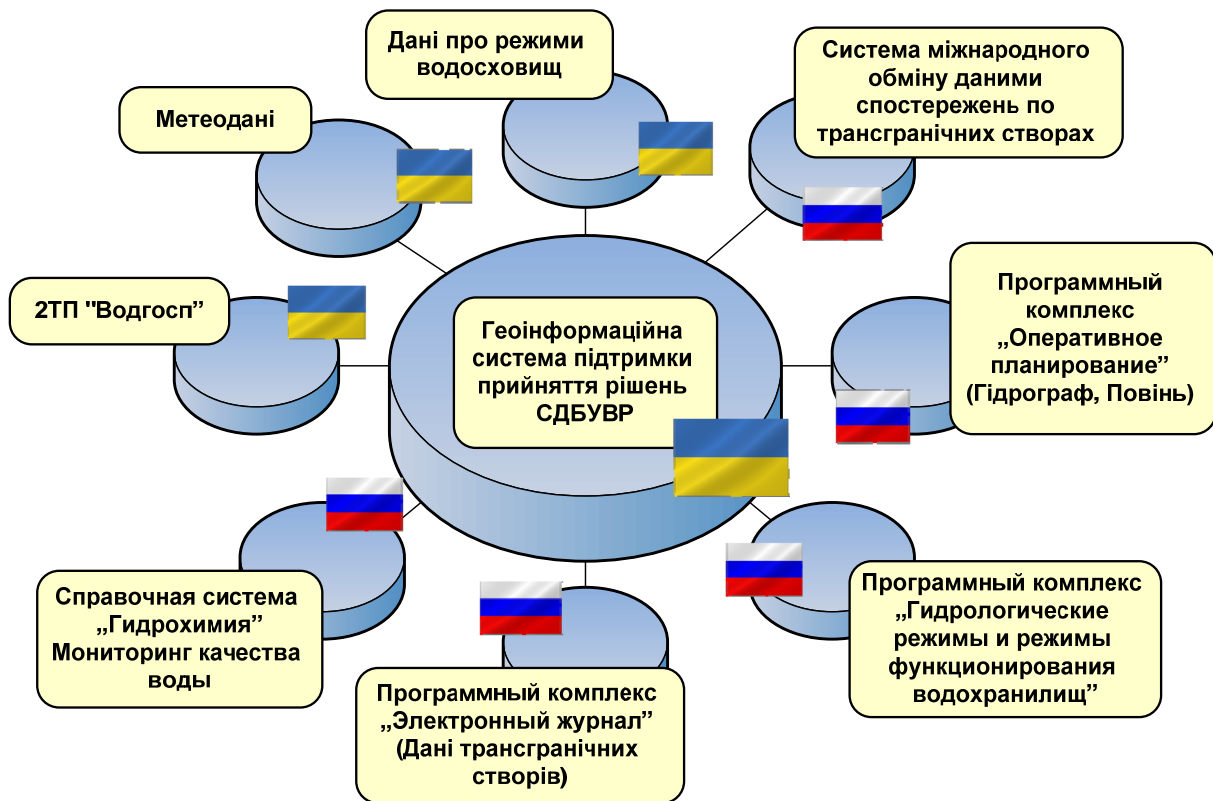 Дані про режими
водосховищ
Система міжнародного
обміну даними
спостережень по
трансграничних створах
Метеодані
2ТП "Водгосп”
Геоінформаційна
система підтримки
прийняття рішень
СДБУВР
Программный
комплекс
„Оперативное
планирование”
(Гідрограф, Повінь)
Справочная система
„Гидрохимия”
Мониторинг качества
воды
Программный комплекс
„Электронный журнал”
(Дані трансграничних
створів)
Программный комплекс
„Гидрологические
режимы и режимы
функционирования
водохранилищ”